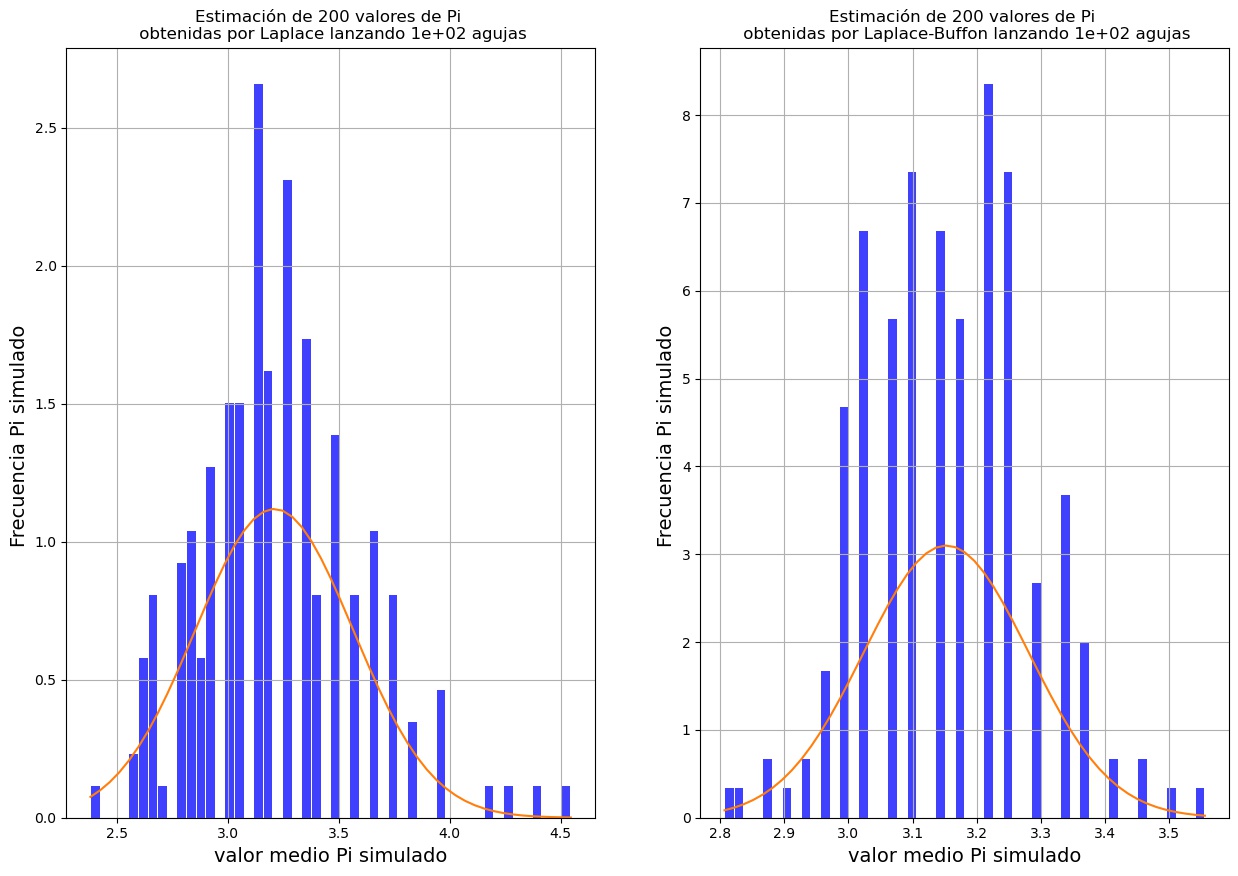 Estimación de 200 valores de Pi
obtenidas por Laplace lanzando 1e+02 agujas
Frecuencia Pi simulado
2.5
2.0
1.5
1.0
0.5
0.0
2.5 3.0 3.5 4.0 4.5
valor medio Pi simulado
Estimación de 200 valores de Pi
obtenidas por Laplace-Buffon lanzando 1e+02 agujas
Frecuencia Pi simulado
8
7
6
5
4
3
2
1
0
2.8 2.9 3.0 3.1 3.2 3.3 3.4 3.5
valor medio Pi simulado